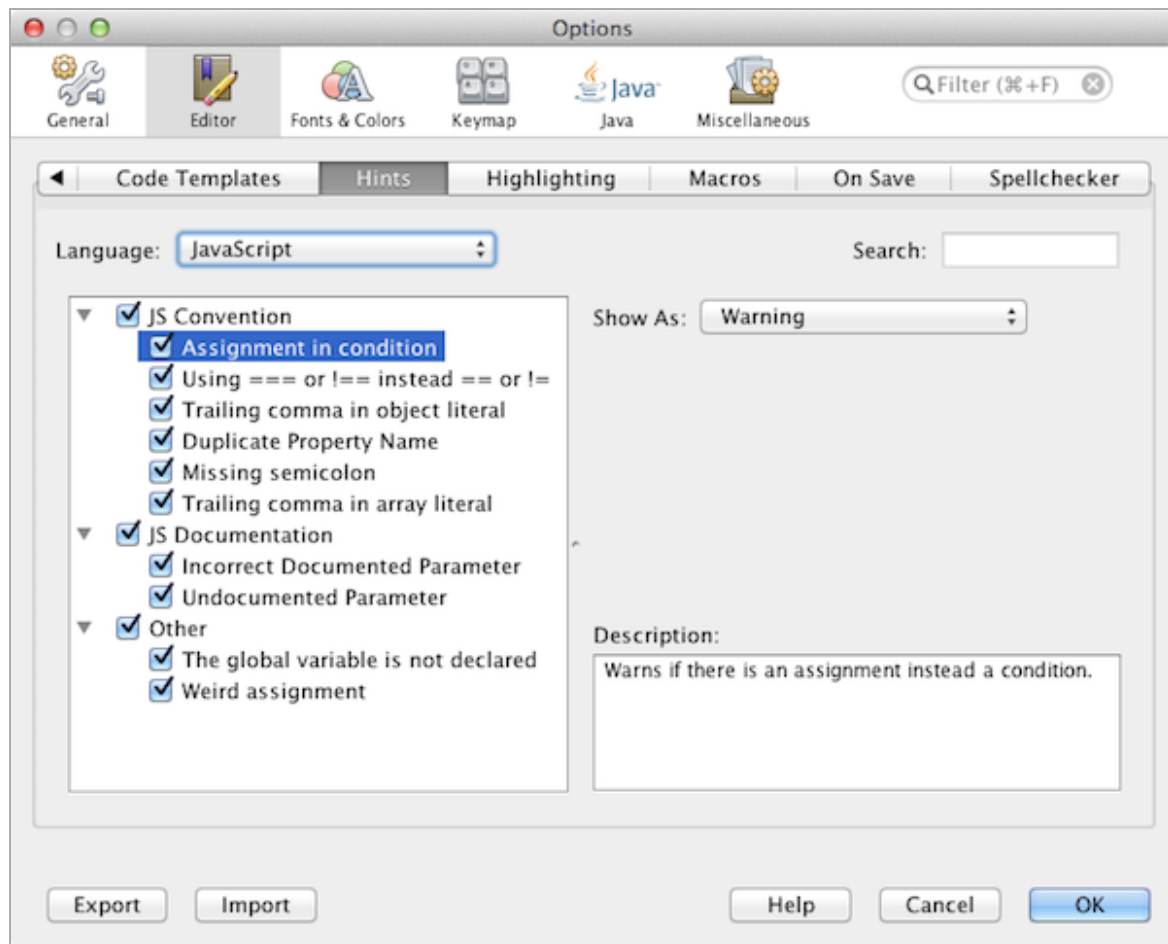 Options
General Editor Fonts & Colors Keymap Java Miscellaneous
Filter (⌘+F)
Code Templates Hints Highlighting Macros On Save Spellchecker
Language: JavaScript Search:
JS Convention
Assignment in condition
Using === or !== instead == or !=
Trailing comma in object literal
Duplicate Property Name
Missing semicolon
Trailing comma in array literal
JS Documentation
Incorrect Documented Parameter
Undocumented Parameter
Other
The global variable is not declared
Weird assignment
Show As: Warning
Description:
Warns if there is an assignment instead a condition.
Export Import Help Cancel OK